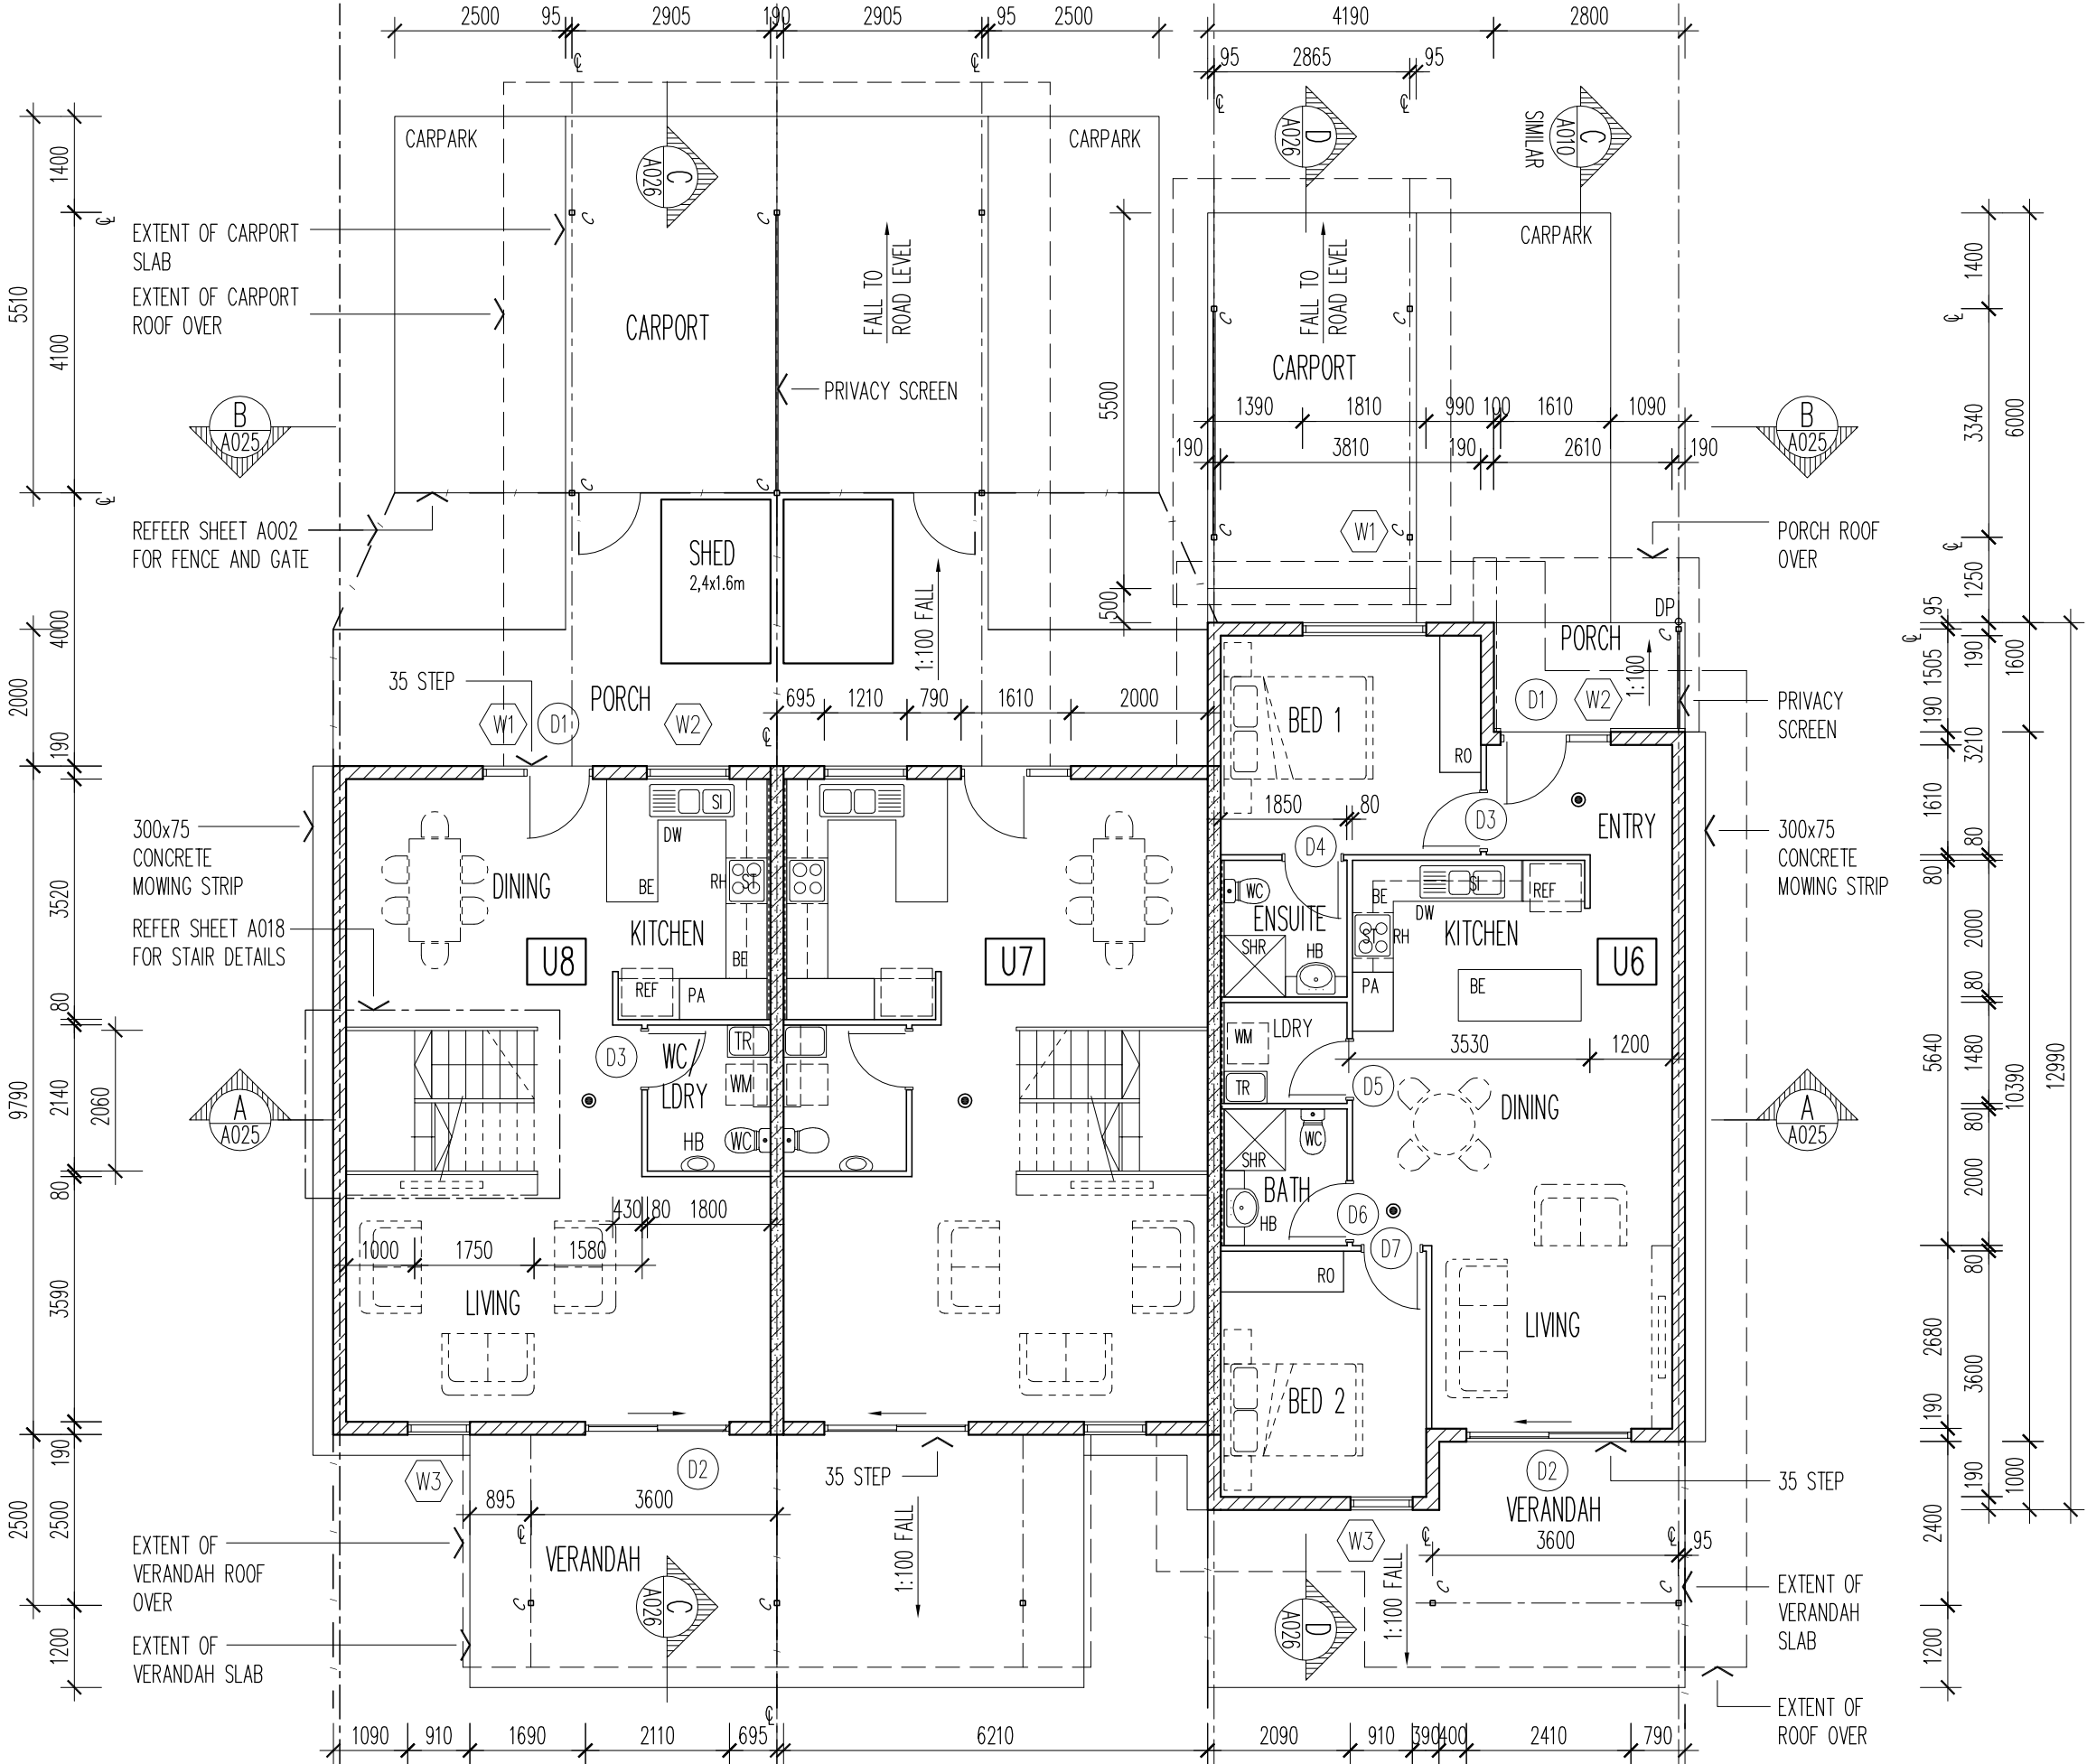 2500
95
2905
190
2905
95
2500
4190
2800
95
2865
95
CARPARK
CARPARK
C
A026
D
A026
C
A010
SIMILAR
CARPARK
EXTENT OF CARPORT
SLAB
EXTENT OF CARPORT
ROOF OVER
CARPORT
FALL TO
ROAD LEVEL
FALL TO
ROAD LEVEL
CARPORT
PRIVACY SCREEN
5500
500
1390
1810
990
100
1610
1090
190
3810
190
2610
190
B
A025
B
A025
REFEER SHEET A002
FOR FENCE AND GATE
SHED
2,4x1.6m
1:100 FALL
W1
PORCH ROOF
OVER
DP
PORCH
1:100
35 STEP
PORCH
W1
D1
W2
695
1210
790
1610
2000
BED 1
RO
D1
W2
PRIVACY
SCREEN
300x75
CONCRETE
MOWING STRIP
SI
DW
BE
RH
ST
DINING
KITCHEN
BE
U8
U7
REF
PA
1850
80
D4
D3
ENTRY
300x75
CONCRETE
MOWING STRIP
WC
ENSUITE
SHR
HB
BE
SI
REF
DW
ST
RH
KITCHEN
U6
PA
BE
REFER SHEET A018
FOR STAIR DETAILS
D3
WC/
LDRY
TR
WM
HB
WC
LDRY
WM
TR
D5
3530
1200
DINING
A
A025
A
A025
WC
SHR
BATH
HB
D6
D7
430
80
1800
1000
1750
1580
LIVING
RO
LIVING
BED 2
W3
D2
35 STEP
895
3600
VERANDAH
1:100 FALL
C
A026
EXTENT OF
VERANDAH ROOF
OVER
EXTENT OF
VERANDAH SLAB
D2
VERANDAH
35 STEP
W3
3600
95
1:100 FALL
D
A026
EXTENT OF
VERANDAH
SLAB
EXTENT OF
ROOF OVER
5510
2000
9790
2500
1400
4100
4000
190
3520
80
2140
2060
80
3590
190
2500
1200
95
1505
190
5640
2680
190
2400
1200
1400
3340
1250
190
3210
1610
80
80
2000
80
1480
80
2000
80
3600
190
6000
1600
10390
1000
12990
1090
910
1690
2110
695
6210
2090
910
390
400
2410
790